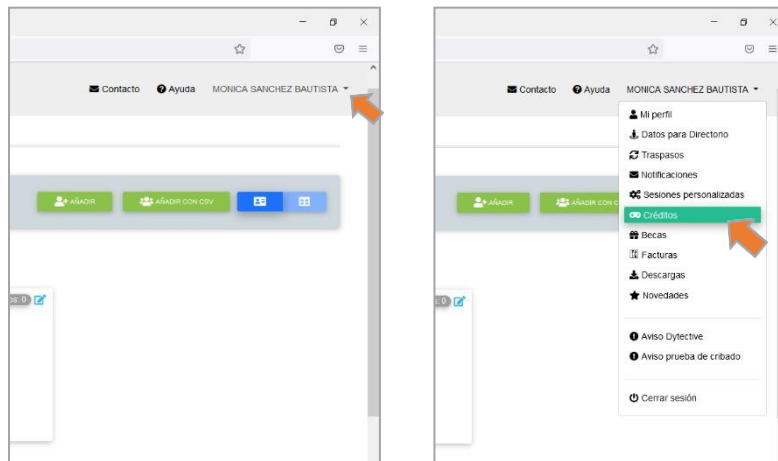 Contacto Ayuda MONICA SANCHEZ BAUTISTA
AÑADIR AÑADIR CON CSV
s: 0
Contacto Ayuda MONICA SANCHEZ BAUTISTA
Mi perfil
Datos para Directorio
Traspasos
Notificaciones
Sesiones personalizadas
Créditos
Becas
Facturas
Descargas
Novedades
Aviso Dytective
Aviso prueba de cribado
Cerrar sesión
AÑADIR AÑADIR CON C
s: 0